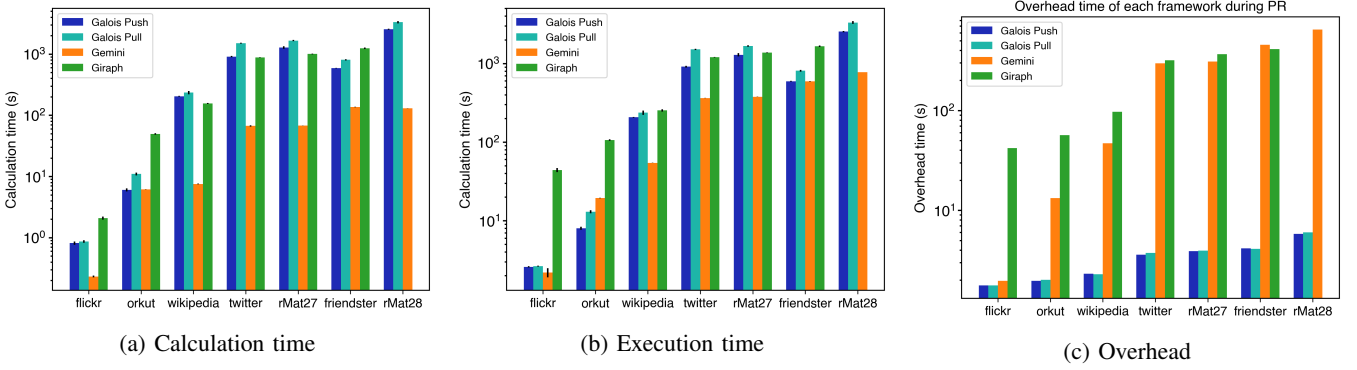 Calculation time (s)
10³
10²
10¹
10⁰
Galois Push
Galois Pull
Gemini
Giraph
flickr orkut wikipedia twitter rMat27 friendster rMat28
(a) Calculation time
Calculation time (s)
10³
10²
10¹
Galois Push
Galois Pull
Gemini
Giraph
flickr orkut wikipedia twitter rMat27 friendster rMat28
(b) Execution time
Overhead time of each framework during PR
Overhead time (s)
10²
10¹
Galois Push
Galois Pull
Gemini
Giraph
flickr orkut wikipedia twitter rMat27 friendster rMat28
(c) Overhead